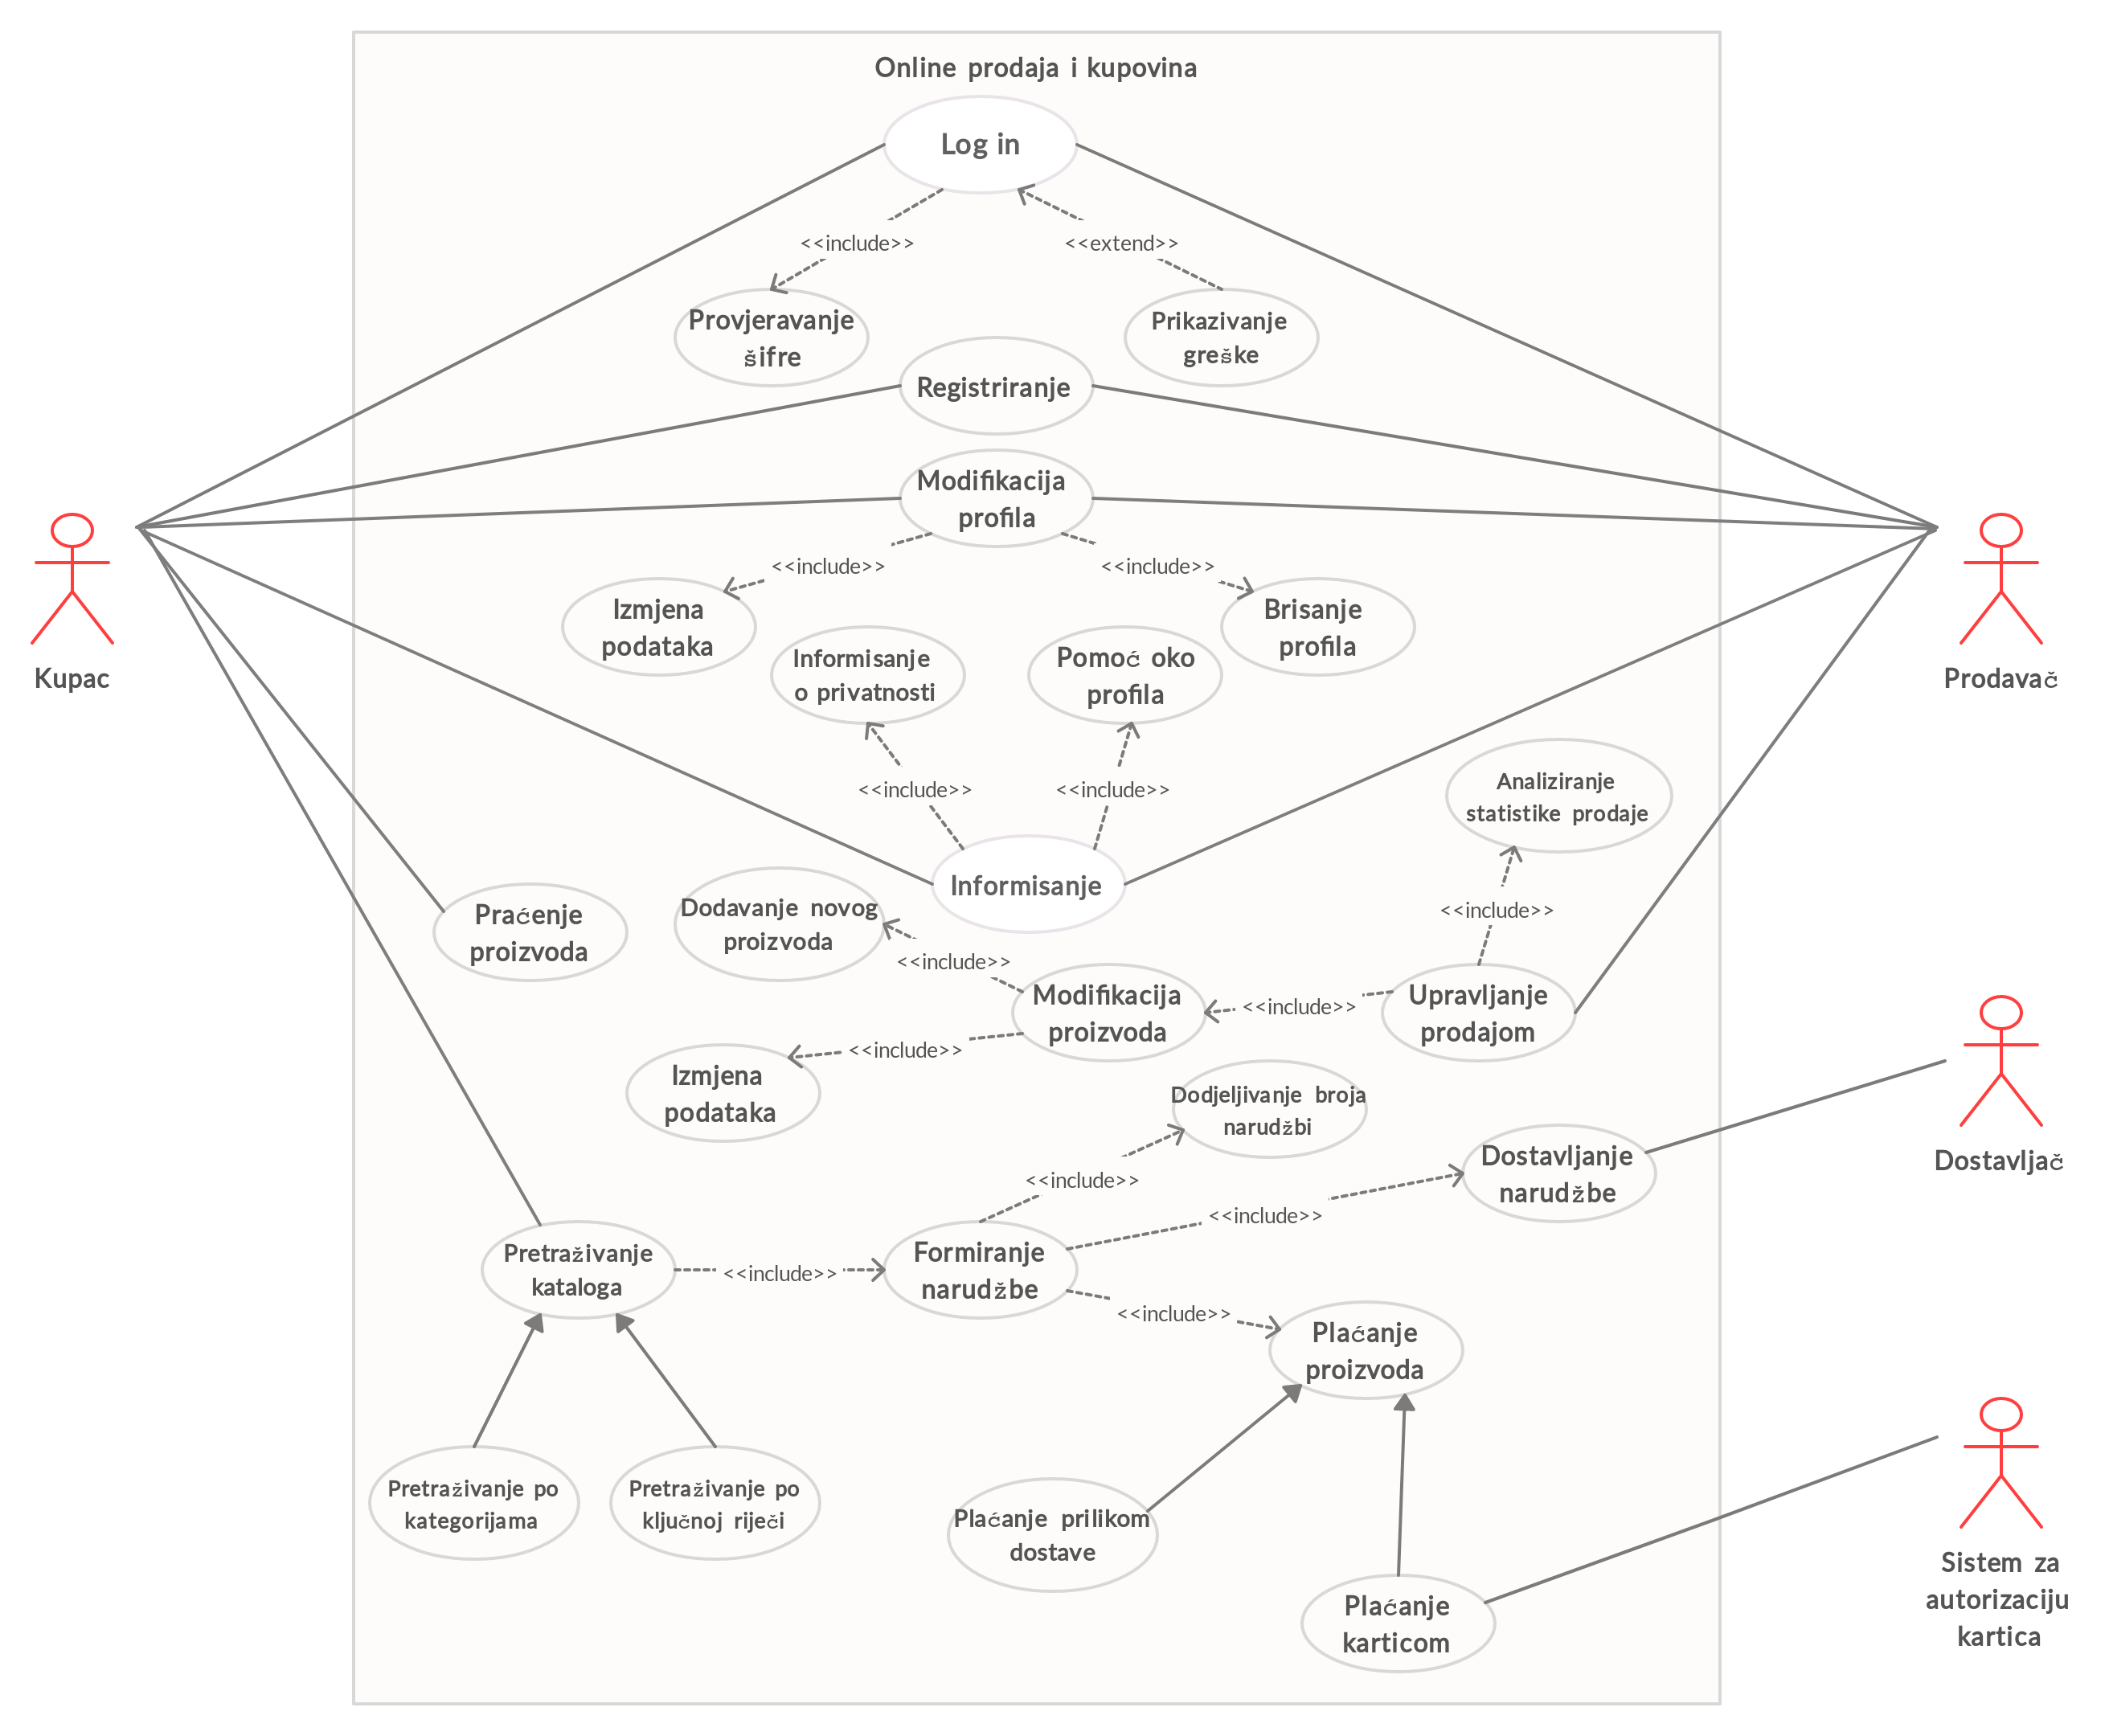 Online prodaja i kupovina
Log in
<<include>>
<<extend>>
Provjeravanje
šifre
Prikazivanje
greške
Registriranje
Modifikacija
profila
<<include>>
<<include>>
Izmjena
podataka
Brisanje
profila
Informisanje
o privatnosti
Pomoć oko
profila
Kupac
Prodavač
<<include>>
<<include>>
Analiziranje
statistike prodaje
Informisanje
<<include>>
Dodavanje novog
proizvoda
Praćenje
proizvoda
<<include>>
Modifikacija
proizvoda
<<include>>
Upravljanje
prodajom
<<include>>
Izmjena
podataka
Dodjeljivanje broja
narudžbi
Dostavljač
Dostavljanje
narudžbe
<<include>>
<<include>>
Pretraživanje
kataloga
<<include>>
Formiranje
narudžbe
<<include>>
Plaćanje
proizvoda
Pretraživanje po
kategorijama
Pretraživanje po
ključnoj riječi
Plaćanje prilikom
dostave
Plaćanje
karticom
Sistem za
autorizaciju
kartica